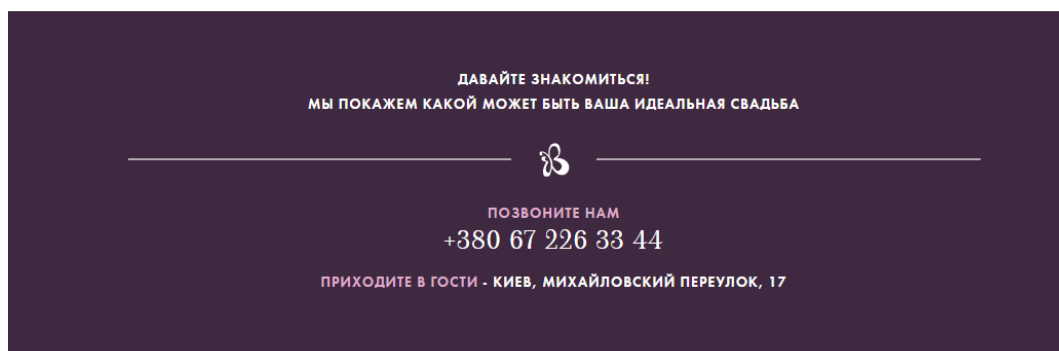 ДАВАЙТЕ ЗНАКОМИТЬСЯ!
МЫ ПОКАЖЕМ КАКОЙ МОЖЕТ БЫТЬ ВАША ИДЕАЛЬНАЯ СВАДЬБА
ПОЗВОНИТЕ НАМ
+380 67 226 33 44
ПРИХОДИТЕ В ГОСТИ - КИЕВ, МИХАЙЛОВСКИЙ ПЕРЕУЛОК, 17